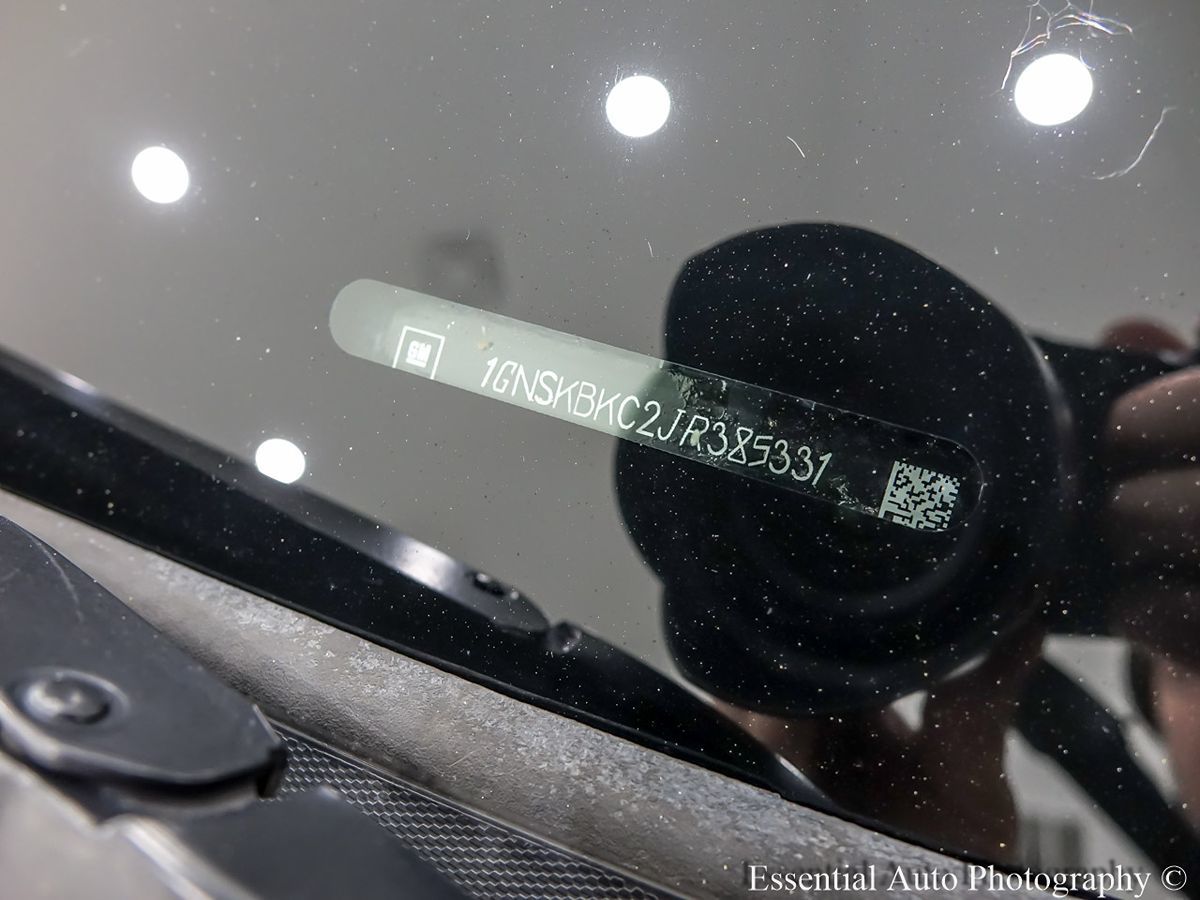 GM
1GNSKBKC2JR385331
Essential Auto Photography ©